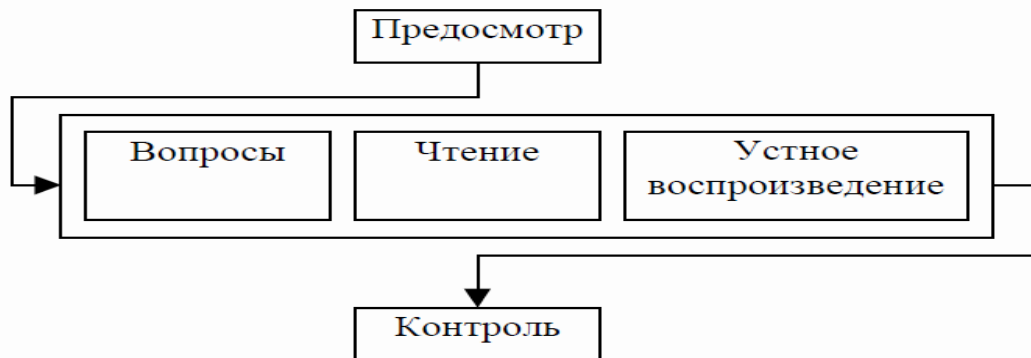 Предосмотр
Вопросы
Чтение
Устное
воспроизведение
Контроль